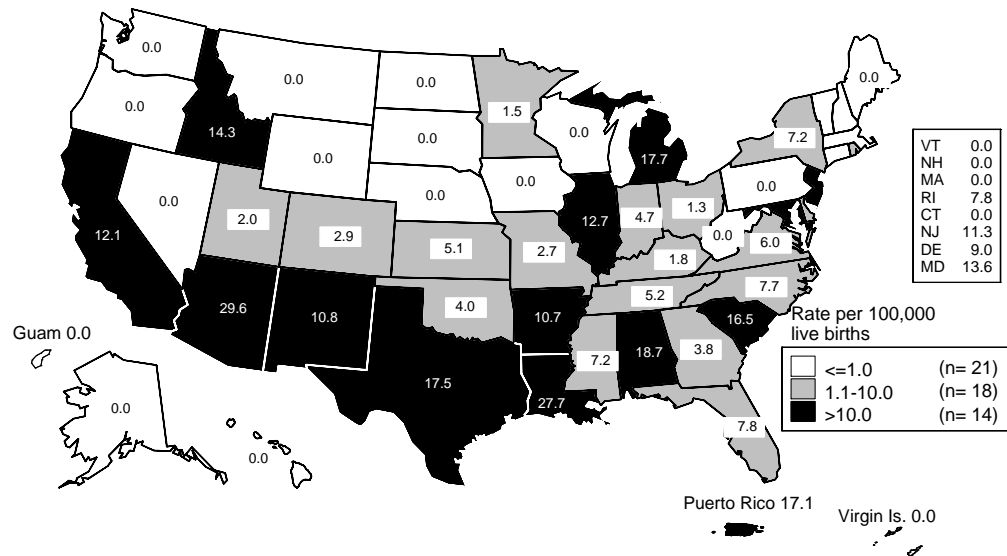 0.0
0.0
0.0
0.0
0.0
1.5
7.2
14.3
0.0
0.0
0.0
17.7
VT 0.0
NH 0.0
MA 0.0
RI 7.8
CT 0.0
NJ 11.3
DE 9.0
MD 13.6
0.0
0.0
0.0
0.0
12.1
2.0
2.9
5.1
2.7
12.7
4.7
1.3
0.0
6.0
1.8
7.7
29.6
10.8
4.0
10.7
5.2
16.5
Rate per 100,000
live births
Guam 0.0
17.5
27.7
7.2
18.7
3.8
<=1.0 (n= 21)
1.1-10.0 (n= 18)
>10.0 (n= 14)
0.0
0.0
7.8
Puerto Rico 17.1
Virgin Is. 0.0